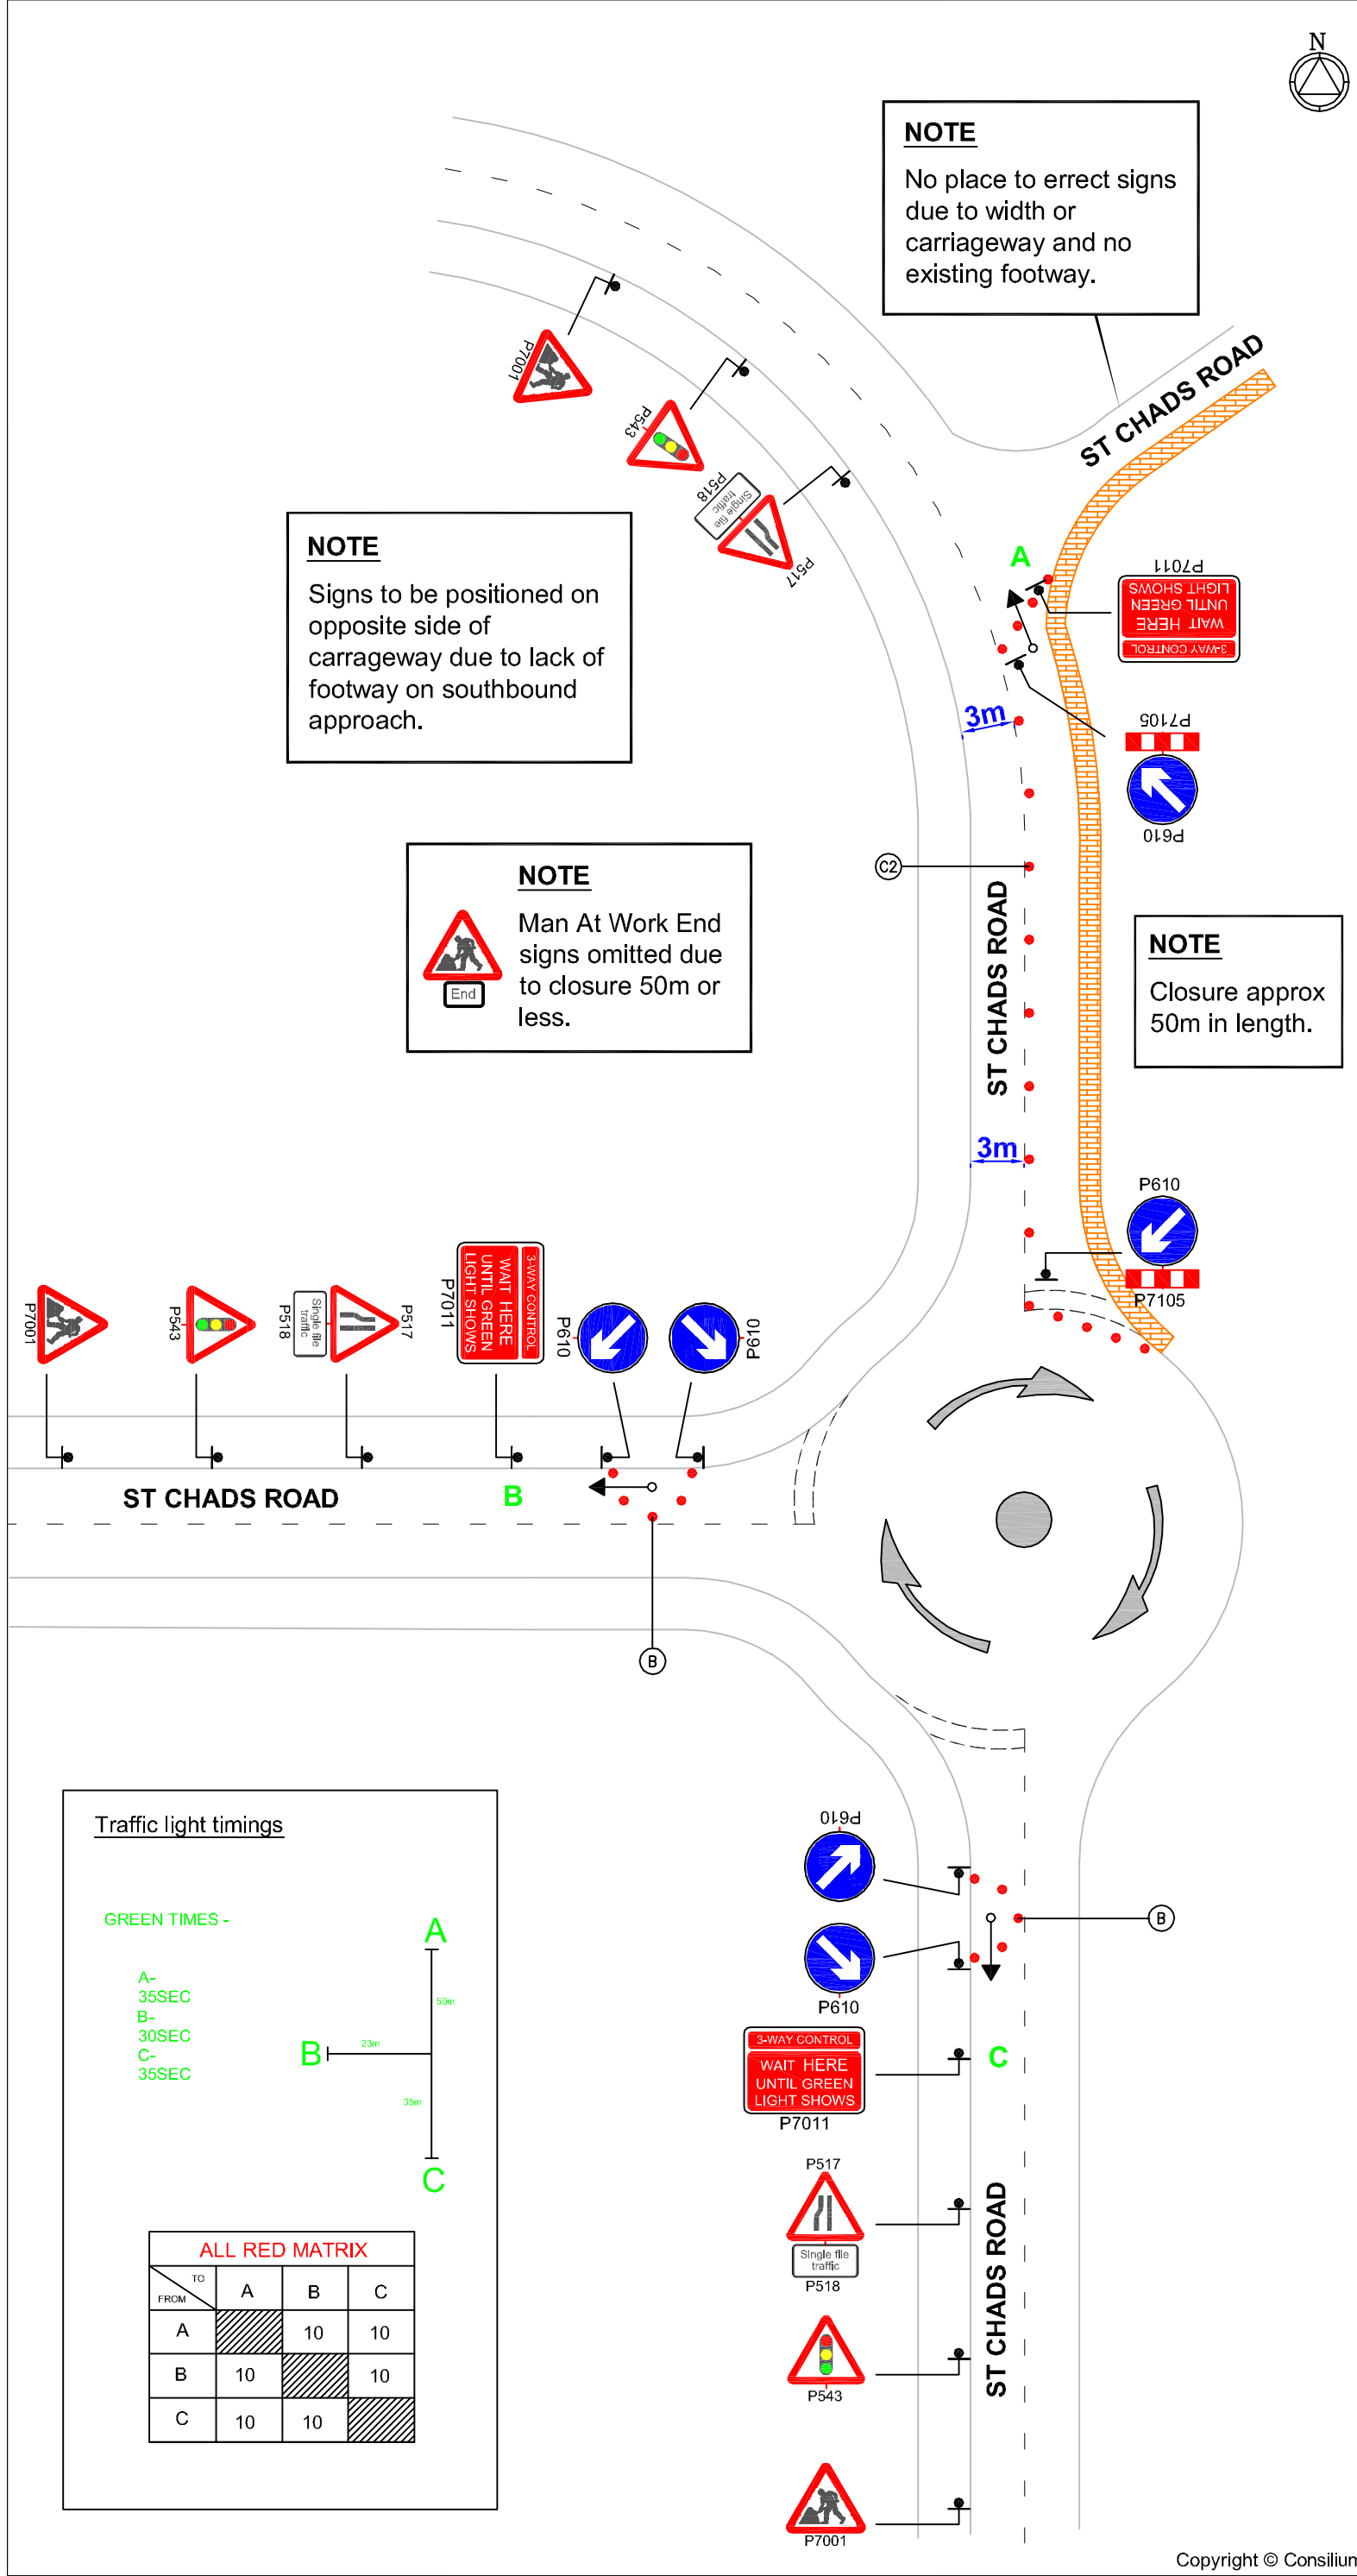 N
NOTE
No place to errect signs
due to width or
carriageway and no
existing footway.
ST CHADS ROAD
P7001
P543
P518
Single file
traffic
P517
NOTE
Signs to be positioned on
opposite side of
carrageway due to lack of
footway on southbound
approach.
A
P7011
3-WAY CONTROL
WAIT HERE
UNTIL GREEN
LIGHT SHOWS
3m
P7105
P610
C2
ST CHADS ROAD
NOTE
Man At Work End
signs omitted due
to closure 50m or
less.
End
NOTE
Closure approx
50m in length.
3m
P610
P7105
P7001
P543
P518
Single file
traffic
P517
P7011
3-WAY CONTROL
WAIT HERE
UNTIL GREEN
LIGHT SHOWS
P610
P610
ST CHADS ROAD
B
B
Traffic light timings
GREEN TIMES -
A-
35SEC
B-
30SEC
C-
35SEC
A
50m
B
23m
35m
C
ALL RED MATRIX
TO
FROM
A B C
A 10 10
B 10 10
C 10 10
P610
B
P610
3-WAY CONTROL
WAIT HERE
UNTIL GREEN
LIGHT SHOWS
P7011
C
P517
Single file
traffic
P518
ST CHADS ROAD
P543
P7001
Copyright © Consilium